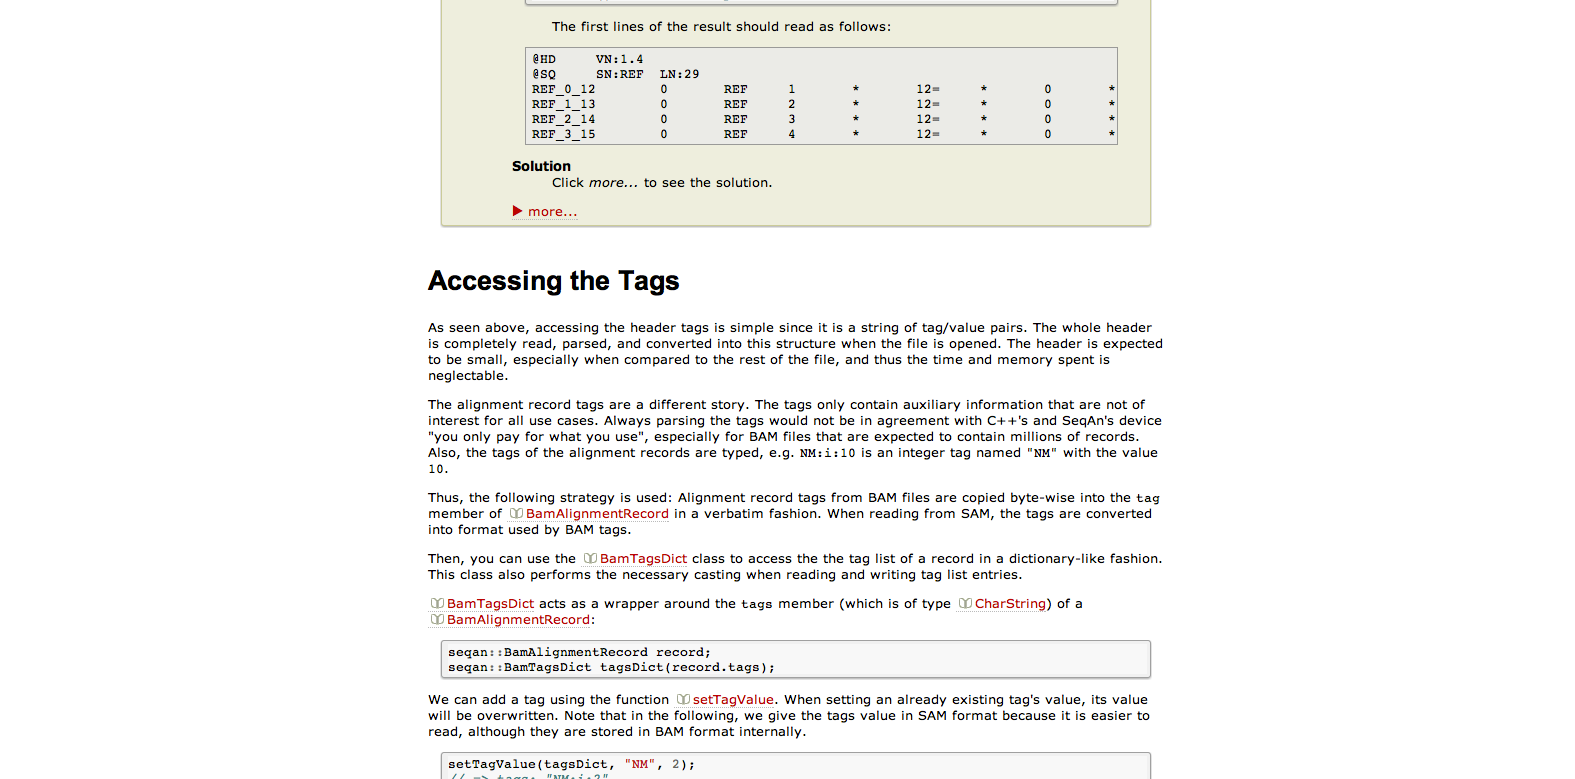 The first lines of the result should read as follows:
@HD VN:1.4
@SQ SN:REF LN:29
REF_0_12 0 REF 1 * 12= * 0 *
REF_1_13 0 REF 2 * 12= * 0 *
REF_2_14 0 REF 3 * 12= * 0 *
REF_3_15 0 REF 4 * 12= * 0 *
Solution
Click more... to see the solution.
more...
Accessing the Tags
As seen above, accessing the header tags is simple since it is a string of tag/value pairs. The whole header
is completely read, parsed, and converted into this structure when the file is opened. The header is expected
to be small, especially when compared to the rest of the file, and thus the time and memory spent is
neglectable.
The alignment record tags are a different story. The tags only contain auxiliary information that are not of
interest for all use cases. Always parsing the tags would not be in agreement with C++'s and SeqAn's device
"you only pay for what you use", especially for BAM files that are expected to contain millions of records.
Also, the tags of the alignment records are typed, e.g. NM:i:10 is an integer tag named "NM" with the value
10.
Thus, the following strategy is used: Alignment record tags from BAM files are copied byte-wise into the tag
member of BamAlignmentRecord in a verbatim fashion. When reading from SAM, the tags are converted
into format used by BAM tags.
Then, you can use the BamTagsDict class to access the the tag list of a record in a dictionary-like fashion.
This class also performs the necessary casting when reading and writing tag list entries.
BamTagsDict acts as a wrapper around the tags member (which is of type CharString) of a
BamAlignmentRecord:
seqan::BamAlignmentRecord record;
seqan::BamTagsDict tagsDict(record.tags);
We can add a tag using the function setTagValue. When setting an already existing tag's value, its value
will be overwritten. Note that in the following, we give the tags value in SAM format because it is easier to
read, although they are stored in BAM format internally.
setTagValue(tagsDict, "NM", 2);
// => tags: "NM:i:2"